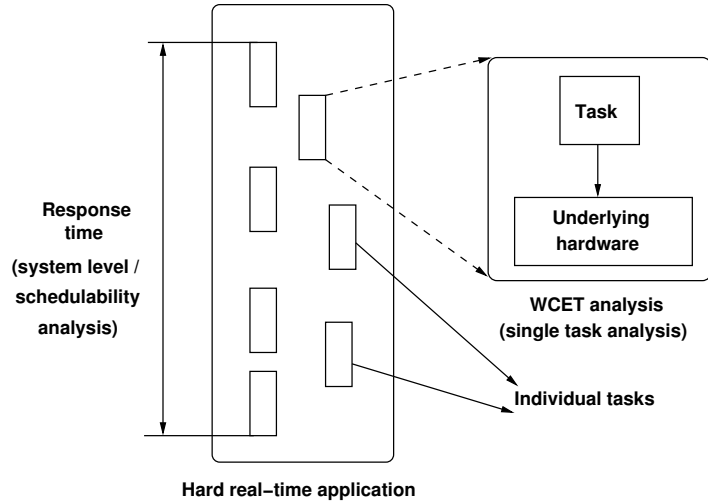 Response
time
(system level /
schedulability
analysis)
Task
Underlying
hardware
WCET analysis
(single task analysis)
Individual tasks
Hard real−time application